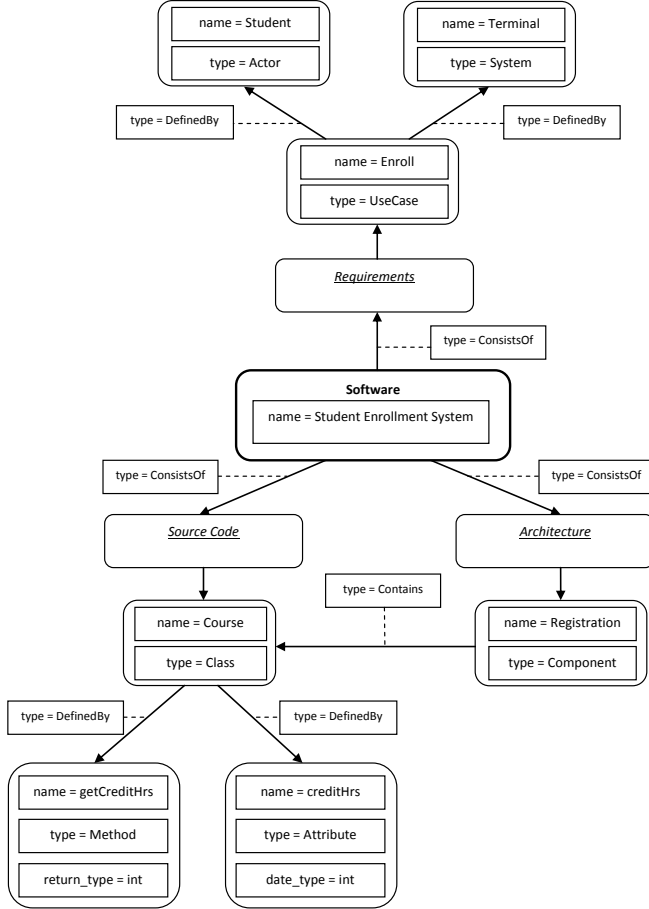 name = Student
type = Actor
name = Terminal
type = System
type = DefinedBy
type = DefinedBy
name = Enroll
type = UseCase
Requirements
type = ConsistsOf
Software
name = Student Enrollment System
type = ConsistsOf
type = ConsistsOf
Source Code
Architecture
type = Contains
name = Course
type = Class
name = Registration
type = Component
type = DefinedBy
type = DefinedBy
name = getCreditHrs
type = Method
return_type = int
name = creditHrs
type = Attribute
date_type = int